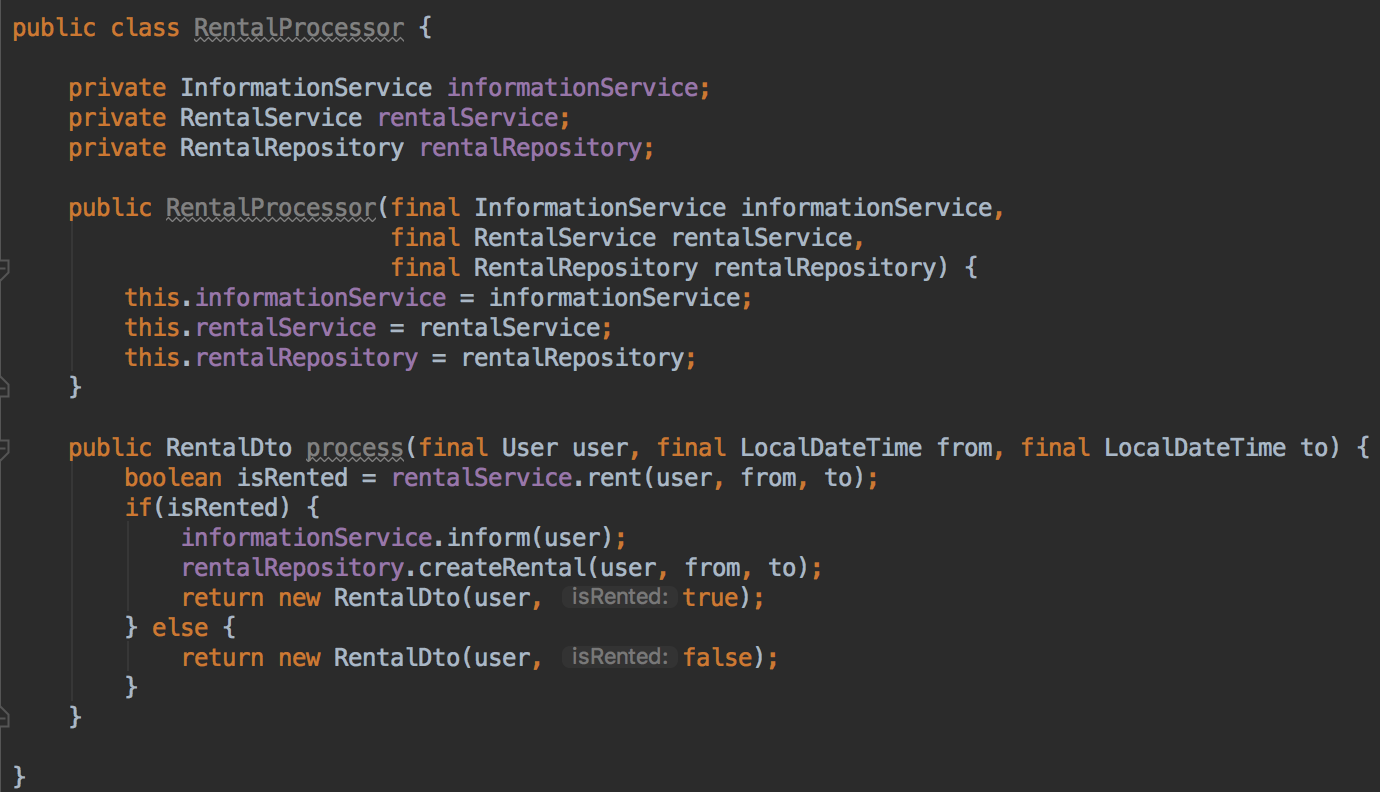 public class RentalProcessor {
private InformationService informationService;
private RentalService rentalService;
private RentalRepository rentalRepository;
public RentalProcessor(final InformationService informationService,
final RentalService rentalService,
final RentalRepository rentalRepository) {
this.informationService = informationService;
this.rentalService = rentalService;
this.rentalRepository = rentalRepository;
}
public RentalDto process(final User user, final LocalDateTime from, final LocalDateTime to) {
boolean isRented = rentalService.rent(user, from, to);
if(isRented) {
informationService.inform(user);
rentalRepository.createRental(user, from, to);
return new RentalDto(user, isRented: true);
} else {
return new RentalDto(user, isRented: false);
}
}
}